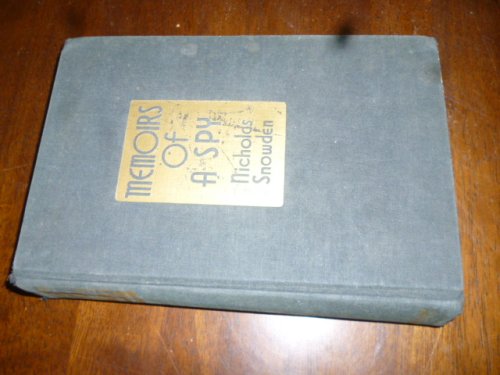 MEMOIRS
OF
A SPY
Nicholas
Snowden